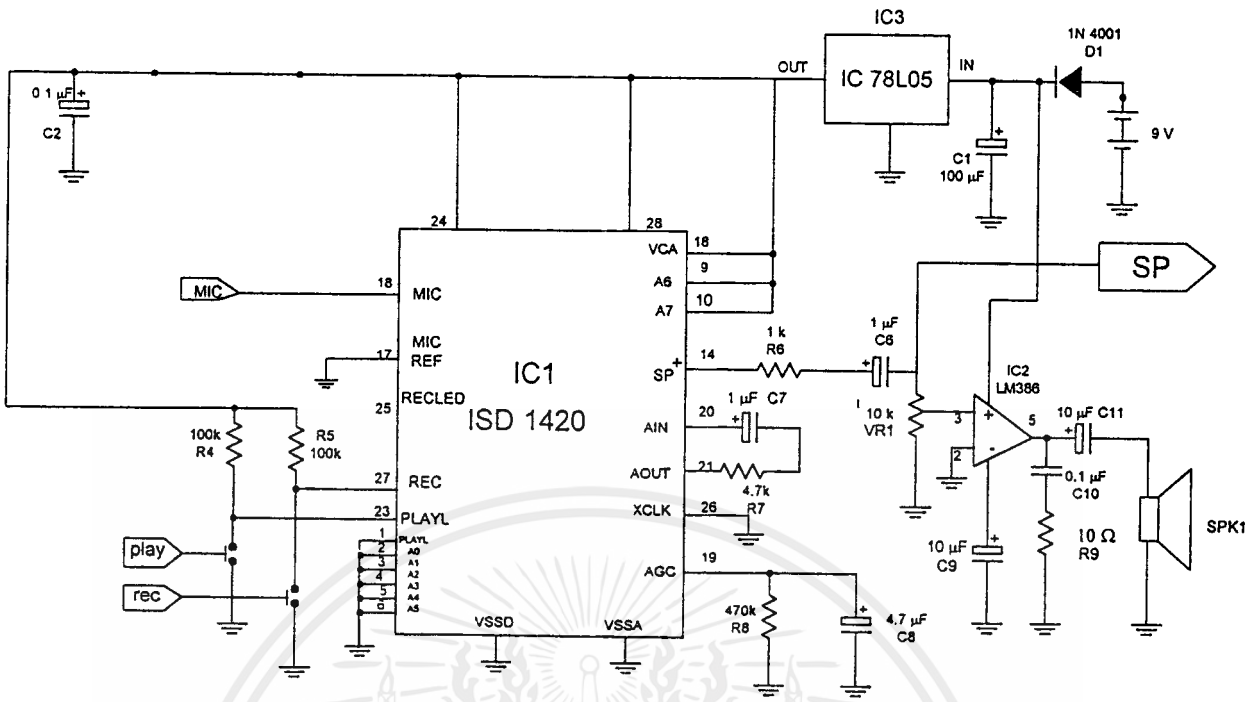 IC3
1N 4001
D1
OUT
IC 78L05
IN
0 1 µF +
C2
+
C1
100 µF
9 V
24
28
VCA
18
A6
9
A7
10
SP
MIC
18
MIC
MIC
REF
17
IC1
ISD 1420
RECLED
25
SP
+
14
1 k
R6
1 µF
C6
+
AIN
20
1 µF
+
C7
AOUT
21
4.7k
R7
XCLK
26
AGC
19
470k
R8
+
4.7 µF
C8
100k
R4
R5
100k
27
REC
23
PLAYL
play
rec
1
PLAYL
2
A0
3
A1
4
A2
A3
5
A4
6
A5
VSSD
VSSA
10 k
VR1
IC2
LM386
3
+
2
-
5
10 µF C11
+
0.1 µF
C10
10 µF
C9
+
10 Ω
R9
SPK1